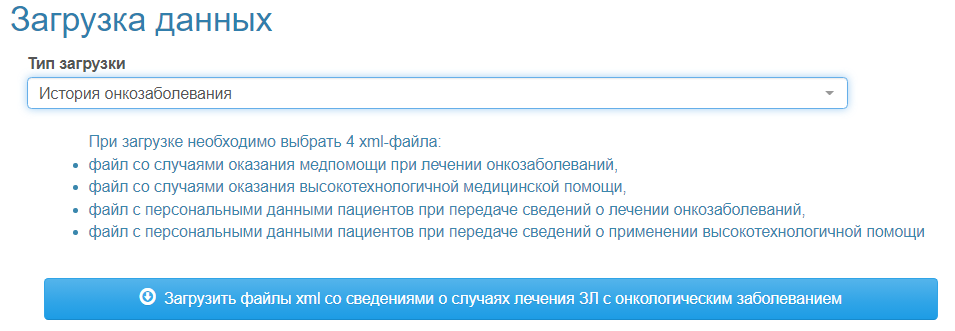 Загрузка данных
Тип загрузки
История онкозаболевания
При загрузке необходимо выбрать 4 xml-файла:
• файл со случаями оказания медпомощи при лечении онкозаболеваний,
• файл со случаями оказания высокотехнологичной медицинской помощи,
• файл с персональными данными пациентов при передаче сведений о лечении онкозаболеваний,
• файл с персональными данными пациентов при передаче сведений о применении высокотехнологичной помощи
Загрузить файлы xml со сведениями о случаях лечения ЗЛ с онкологическим заболеванием